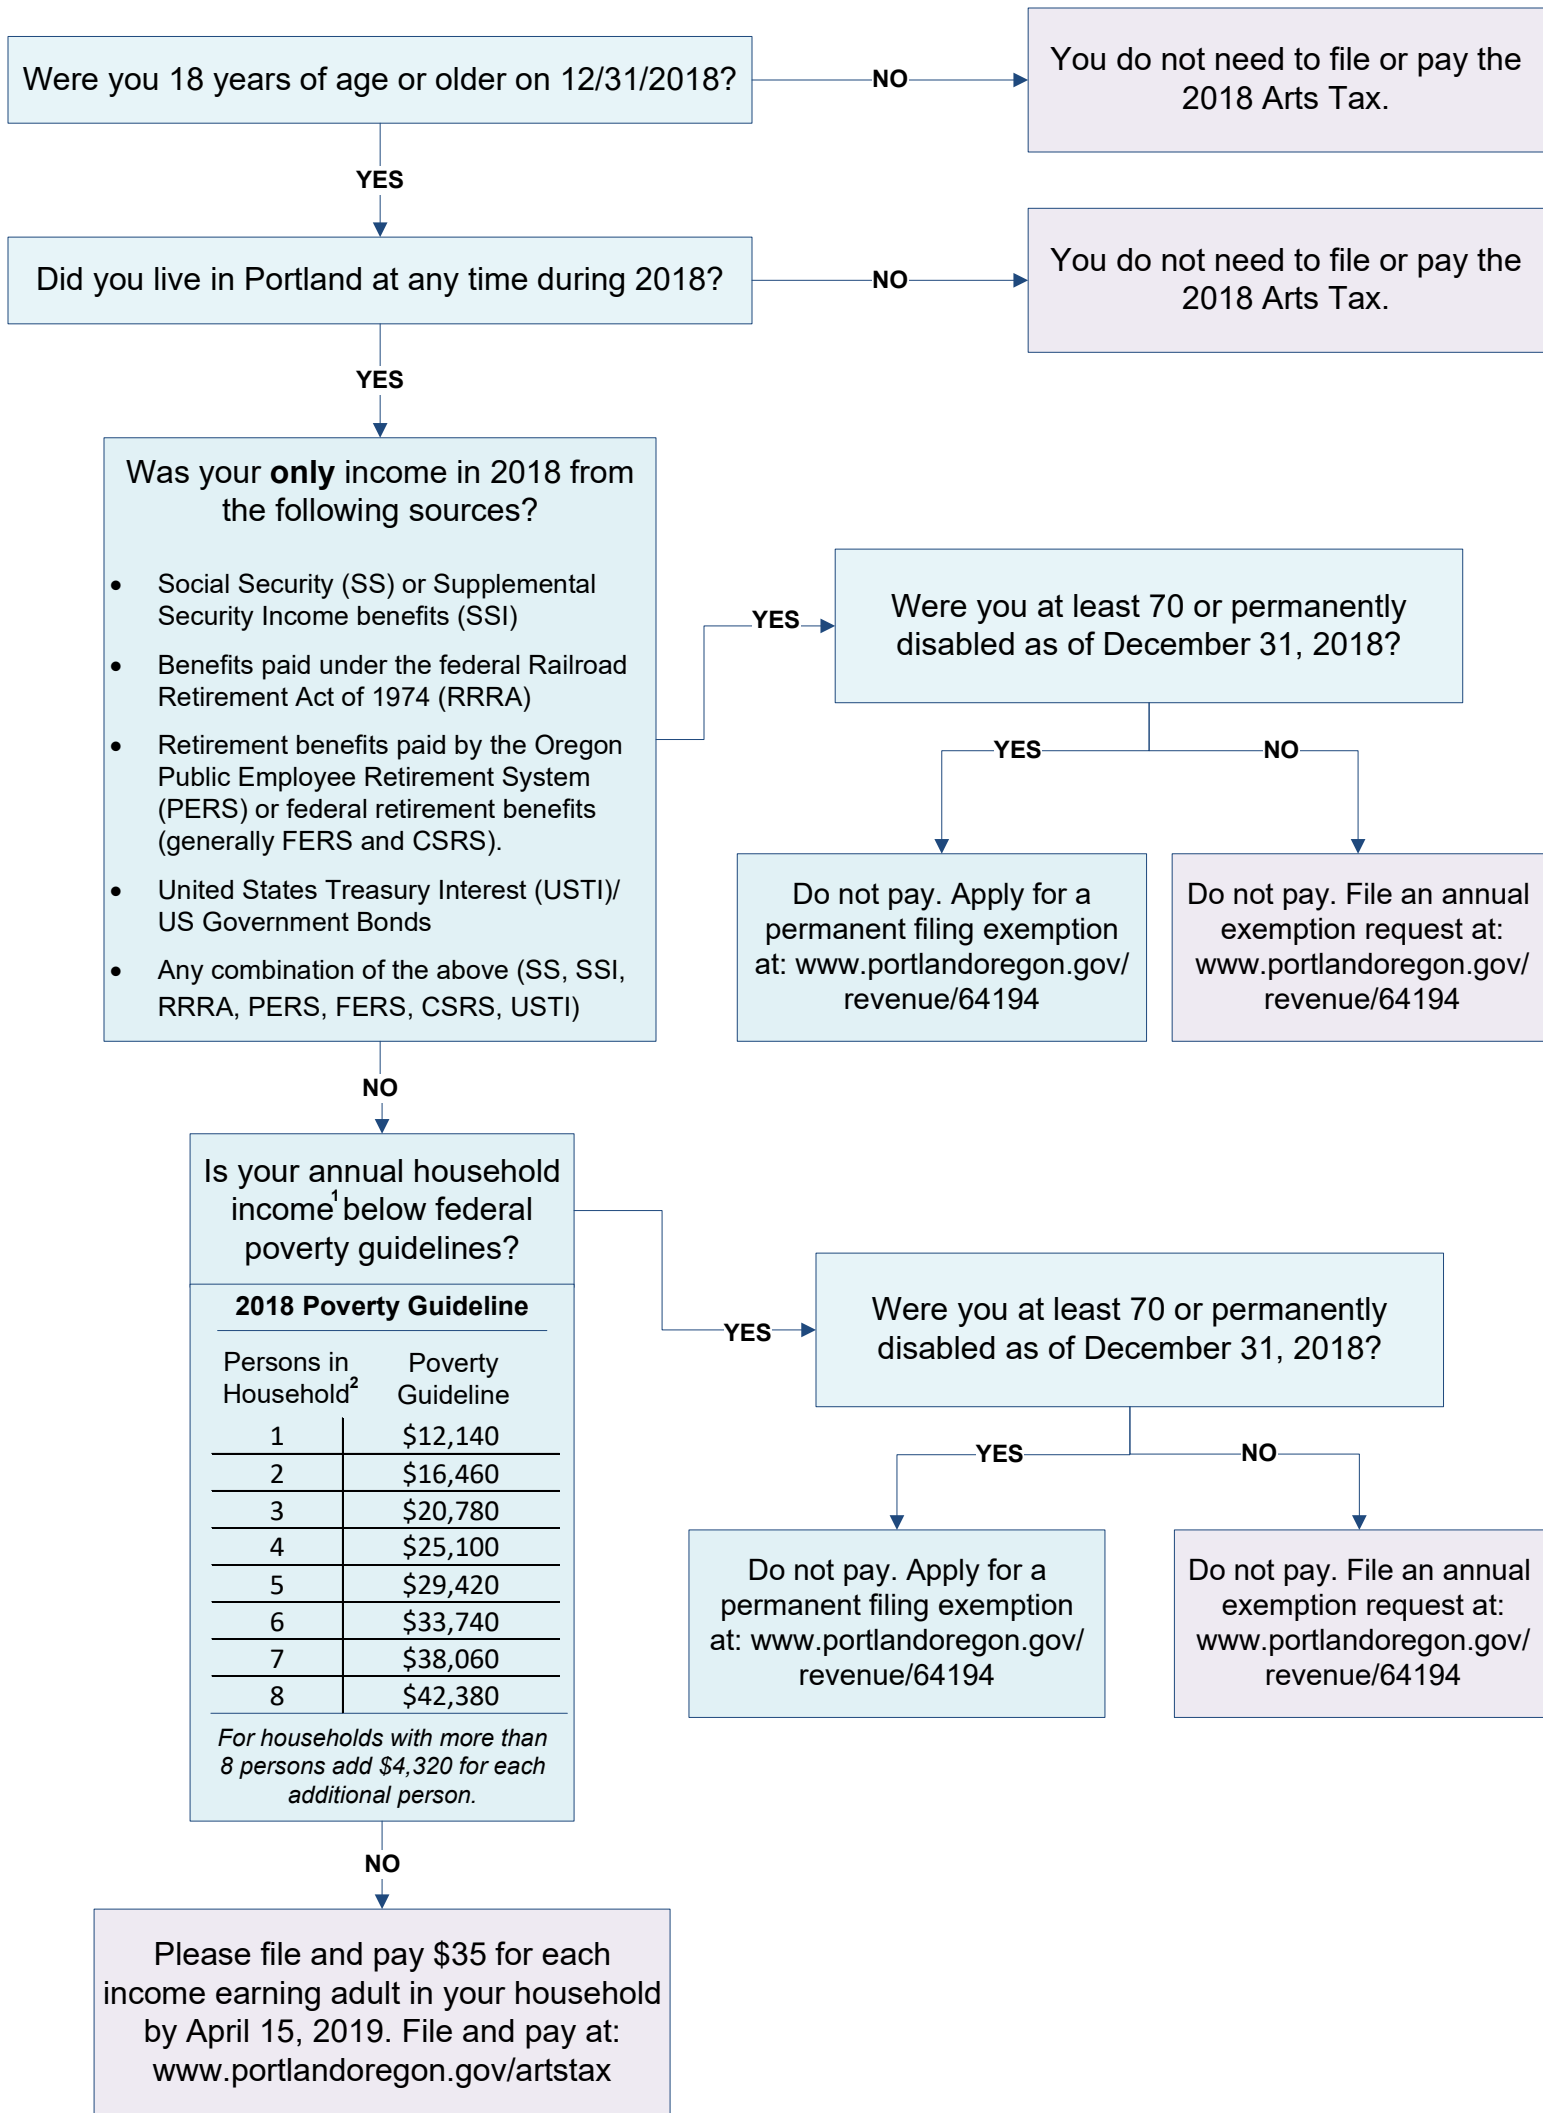 Were you 18 years of age or older on 12/31/2018?
NO
You do not need to file or pay the
2018 Arts Tax.
YES
Did you live in Portland at any time during 2018?
NO
You do not need to file or pay the
2018 Arts Tax.
YES
Was your only income in 2018 from
the following sources?
• Social Security (SS) or Supplemental
Security Income benefits (SSI)
• Benefits paid under the federal Railroad
Retirement Act of 1974 (RRRA)
• Retirement benefits paid by the Oregon
Public Employee Retirement System
(PERS) or federal retirement benefits
(generally FERS and CSRS).
• United States Treasury Interest (USTI)/
US Government Bonds
• Any combination of the above (SS, SSI,
RRRA, PERS, FERS, CSRS, USTI)
YES
Were you at least 70 or permanently
disabled as of December 31, 2018?
YES
NO
Do not pay. Apply for a
permanent filing exemption
at: www.portlandoregon.gov/
revenue/64194
Do not pay. File an annual
exemption request at:
www.portlandoregon.gov/
revenue/64194
NO
Is your annual household
income¹ below federal
poverty guidelines?
2018 Poverty Guideline
Persons in Poverty
Household² Guideline
1 $12,140
2 $16,460
3 $20,780
4 $25,100
5 $29,420
6 $33,740
7 $38,060
8 $42,380
For households with more than
8 persons add $4,320 for each
additional person.
YES
Were you at least 70 or permanently
disabled as of December 31, 2018?
YES
NO
Do not pay. Apply for a
permanent filing exemption
at: www.portlandoregon.gov/
revenue/64194
Do not pay. File an annual
exemption request at:
www.portlandoregon.gov/
revenue/64194
NO
Please file and pay $35 for each
income earning adult in your household
by April 15, 2019. File and pay at:
www.portlandoregon.gov/artstax